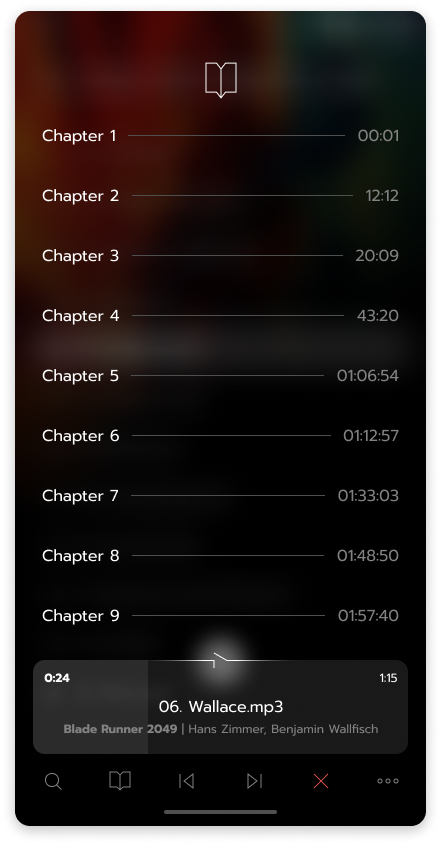 Chapter 1 00:01
Chapter 2 12:12
Chapter 3 20:09
Chapter 4 43:20
Chapter 5 01:06:54
Chapter 6 01:12:57
Chapter 7 01:33:03
Chapter 8 01:48:50
Chapter 9 01:57:40
0:24 1:15
06. Wallace.mp3
Blade Runner 2049 | Hans Zimmer, Benjamin Wallfisch